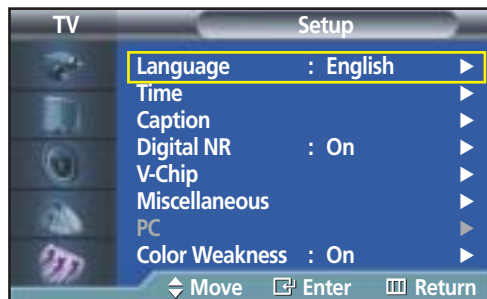 TV Setup
Language : English
Time
Caption
Digital NR : On
V-Chip
Miscellaneous
PC
Color Weakness : On
Move Enter Return